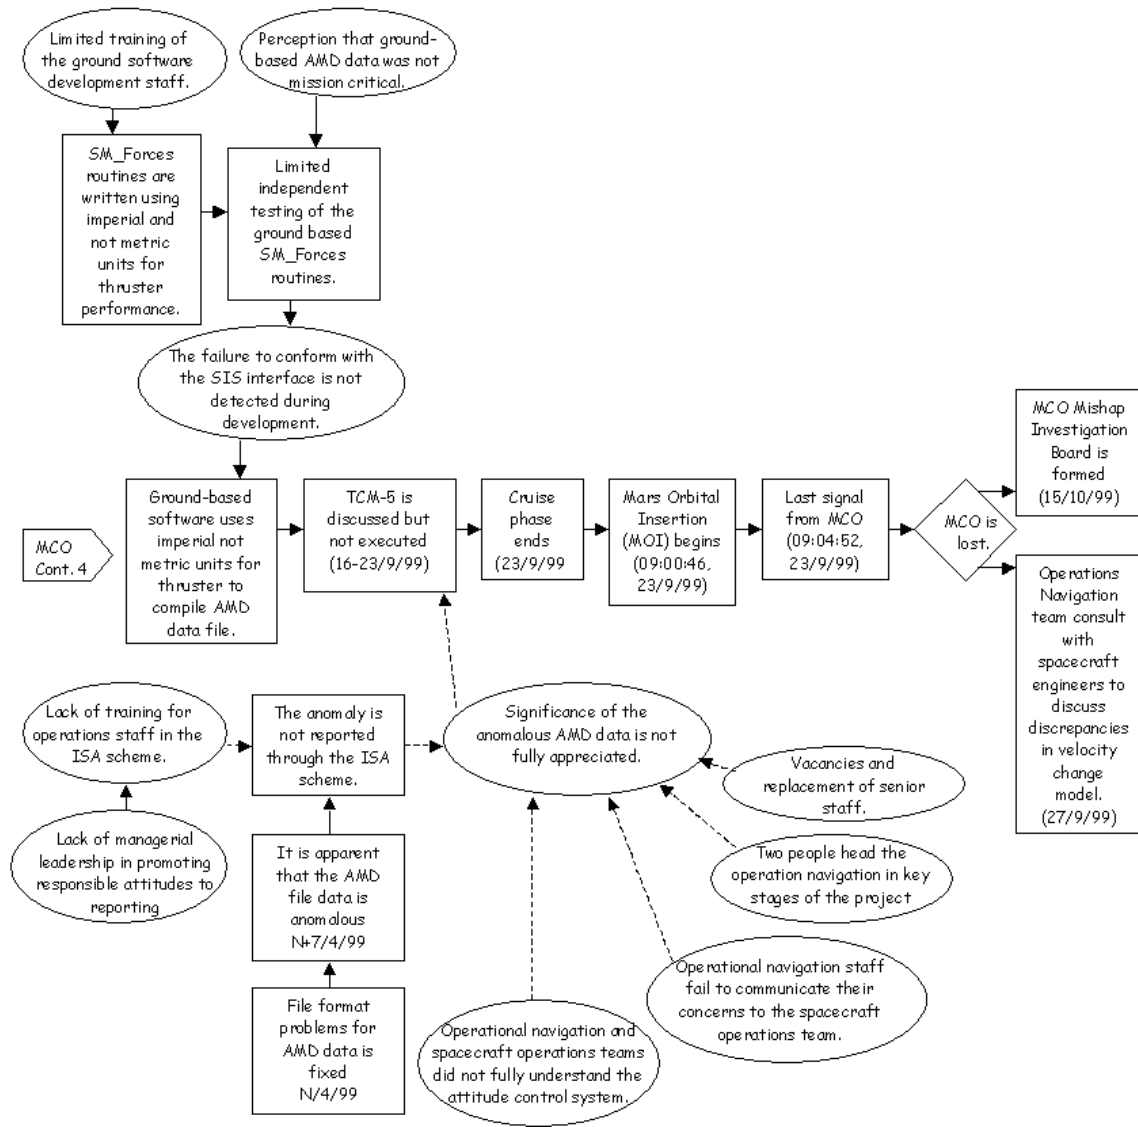 Limited training of
the ground software
development staff.
Perception that ground-
based AMD data was not
mission critical.
SM_Forces
routines are
written using
imperial and
not metric
units for
thruster
performance.
Limited
independent
testing of the
ground based
SM_Forces
routines.
The failure to conform with
the SIS interface is not
detected during
development.
MCO
Cont. 4
Ground-based
software uses
imperial not
metric units for
thruster to
compile AMD
data file.
TCM-5 is
discussed but
not executed
(16-23/9/99)
Cruise
phase
ends
(23/9/99
Mars Orbital
Insertion
(MOI) begins
(09:00:46,
23/9/99)
Last signal
from MCO
(09:04:52,
23/9/99)
MCO is
lost.
MCO Mishap
Investigation
Board is
formed
(15/10/99)
Operations
Navigation
team consult
with
spacecraft
engineers to
discuss
discrepancies
in velocity
change
model.
(27/9/99)
Lack of training for
operations staff in the
ISA scheme.
The anomaly is
not reported
through the ISA
scheme.
Significance of the
anomalous AMD data is not
fully appreciated.
Vacancies and
replacement of senior
staff.
Lack of managerial
leadership in promoting
responsible attitudes to
reporting
It is apparent
that the AMD
file data is
anomalous
N+7/4/99
Two people head the
operation navigation in key
stages of the project
File format
problems for
AMD data is
fixed
N/4/99
Operational navigation and
spacecraft operations teams
did not fully understand the
attitude control system.
Operational navigation staff
fail to communicate their
concerns to the spacecraft
operations team.